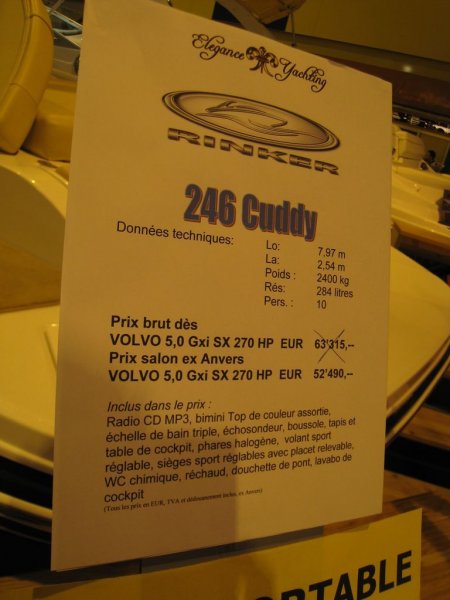 Elegance Yachting
RINKER
246 Cuddy
Données techniques:
Lo: 7,97 m
La: 2,54 m
Poids : 2400 kg
Rés: 284 litres
Pers. : 10
Prix brut dès
VOLVO 5,0 Gxi SX 270 HP EUR 63'315,--
Prix salon ex Anvers
VOLVO 5,0 Gxi SX 270 HP EUR 52'490,--
Inclus dans le prix :
Radio CD MP3, bimini Top de couleur assortie,
échelle de bain triple, échosondeur, boussole, tapis et
table de cockpit, phares halogène, volant sport
réglable, sièges sport réglables avec placet relevable,
WC chimique, réchaud, douchette de pont, lavabo de
cockpit
(Tous les prix en EUR, TVA et dédouanement inclus, ex Anvers)
ORTABLE